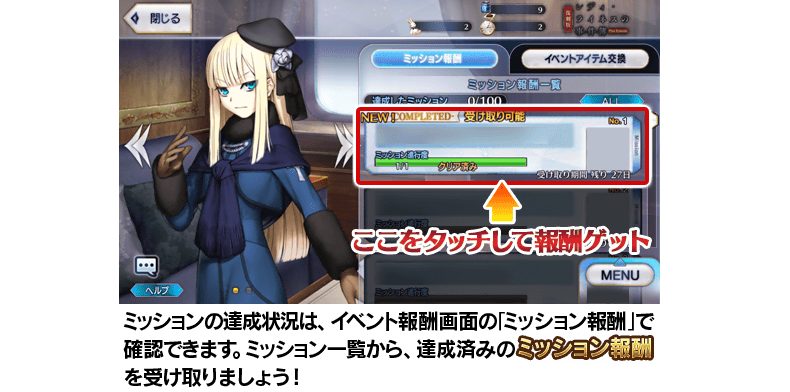 閉じる
2
9
2
レディ・
ライネスの
事件簿
ミッション報酬
イベントアイテム交換
ミッション報酬一覧
達成したミッション 0/100
ALL
NEW! COMPLETED- 受け取り可能
No. 1
Mission
ミッション進行度
1/1 クリア済み
受け取り期間 残り 27日
ここをタッチして報酬ゲット
MENU
ヘルプ
ミッションの達成状況は、イベント報酬画面の「ミッション報酬」で
確認できます。ミッション一覧から、達成済みのミッション報酬
を受け取りましょう!